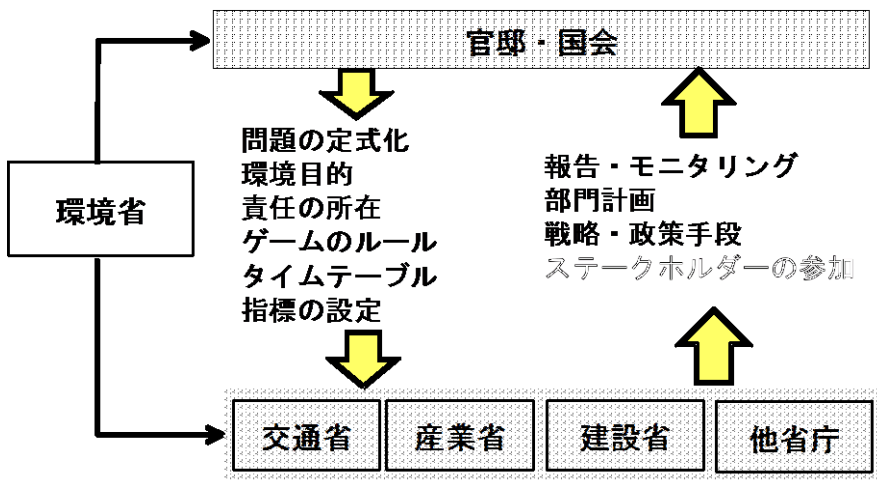 官邸・国会
環境省
問題の定式化
環境目的
責任の所在
ゲームのルール
タイムテーブル
指標の設定
報告・モニタリング
部門計画
戦略・政策手段
ステークホルダーの参加
交通省
産業省
建設省
他省庁